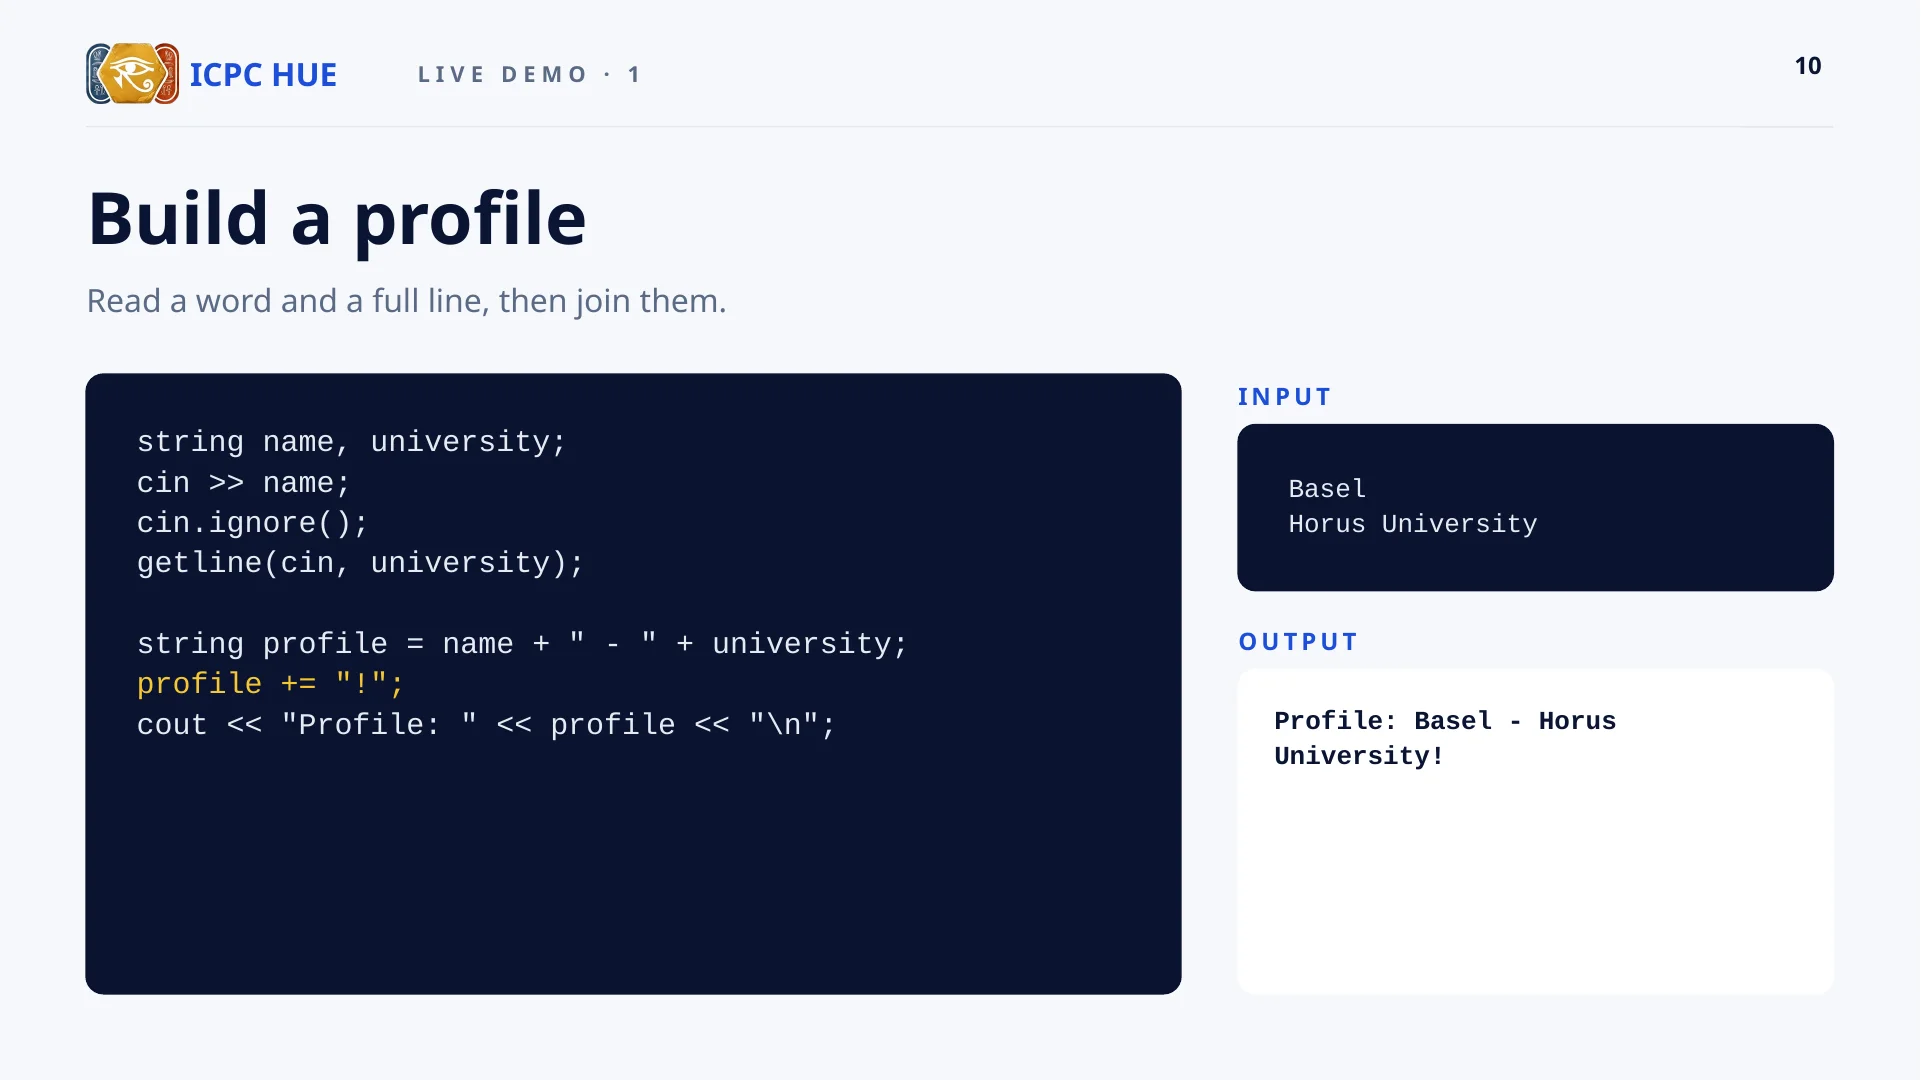 ICPC HUE
LIVE DEMO · 1
10
Build a profile
Read a word and a full line, then join them.
string name, university;
cin >> name;
cin.ignore();
getline(cin, university);
string profile = name + " - " + university;
profile += "!";
cout << "Profile: " << profile << "\n";
INPUT
Basel
Horus University
OUTPUT
Profile: Basel - Horus
University!